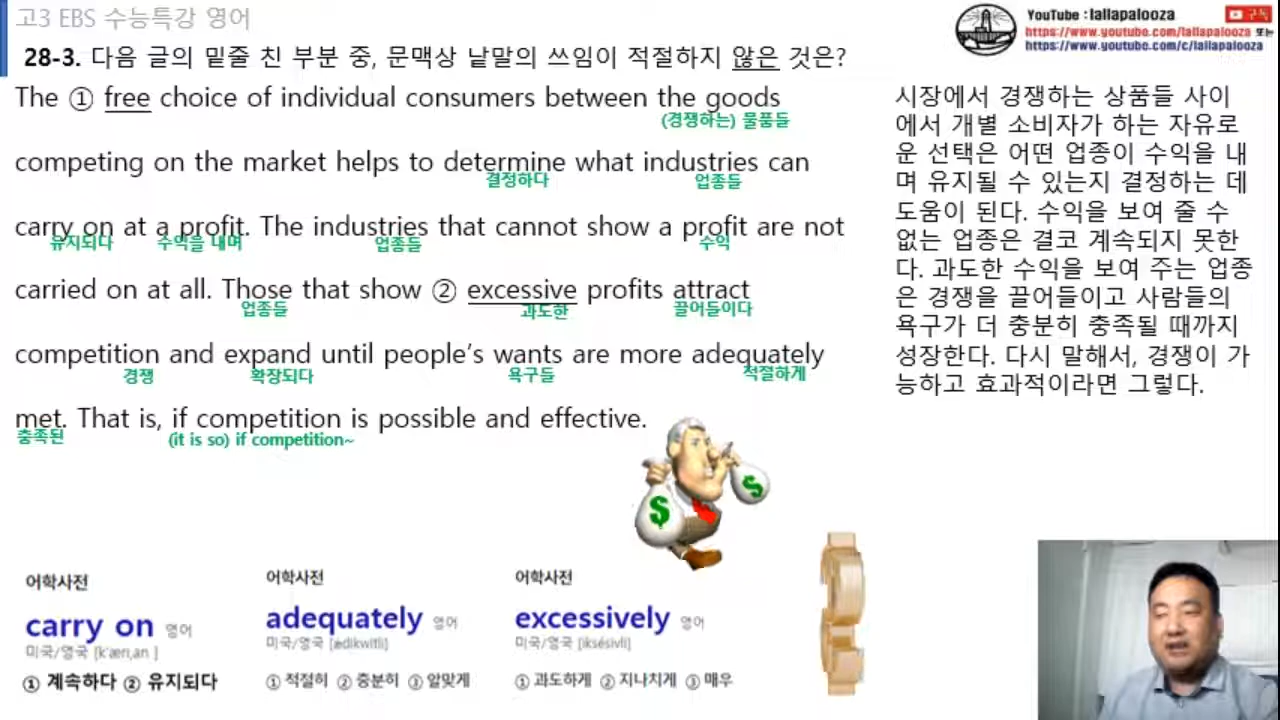 고3 EBS 수능특강 영어
YouTube : lallapalooza
구독
https://www.youtube.com/lallapalooza 또는
https://www.youtube.com/c/lallapalooza
28-3. 다음 글의 밑줄 친 부분 중, 문맥상 낱말의 쓰임이 적절하지 않은 것은?
The ① free choice of individual consumers between the goods
(경쟁하는) 물품들
competing on the market helps to determine what industries can
결정하다 업종들
carry on at a profit. The industries that cannot show a profit are not
유지되다 수익을 내며 업종들 수익
carried on at all. Those that show ② excessive profits attract
업종들 과도한 끌어들이다
competition and expand until people's wants are more adequately
경쟁 확장되다 욕구들 적절하게
met. That is, if competition is possible and effective.
충족된 (it is so) if competition~
시장에서 경쟁하는 상품들 사이
에서 개별 소비자가 하는 자유로
운 선택은 어떤 업종이 수익을 내
며 유지될 수 있는지 결정하는 데
도움이 된다. 수익을 보여 줄 수
없는 업종은 결코 계속되지 못한
다. 과도한 수익을 보여 주는 업종
은 경쟁을 끌어들이고 사람들의
욕구가 더 충분히 충족될 때까지
성장한다. 다시 말해서, 경쟁이 가
능하고 효과적이라면 그렇다.
$ $
어학사전
carry on 영어
미국/영국 [kˈæri,an ]
① 계속하다 ② 유지되다
어학사전
adequately 영어
미국/영국 [ædikwitli]
① 적절히 ② 충분히 ③ 알맞게
어학사전
excessively 영어
미국/영국 [iksésivli]
① 과도하게 ② 지나치게 ③ 매우